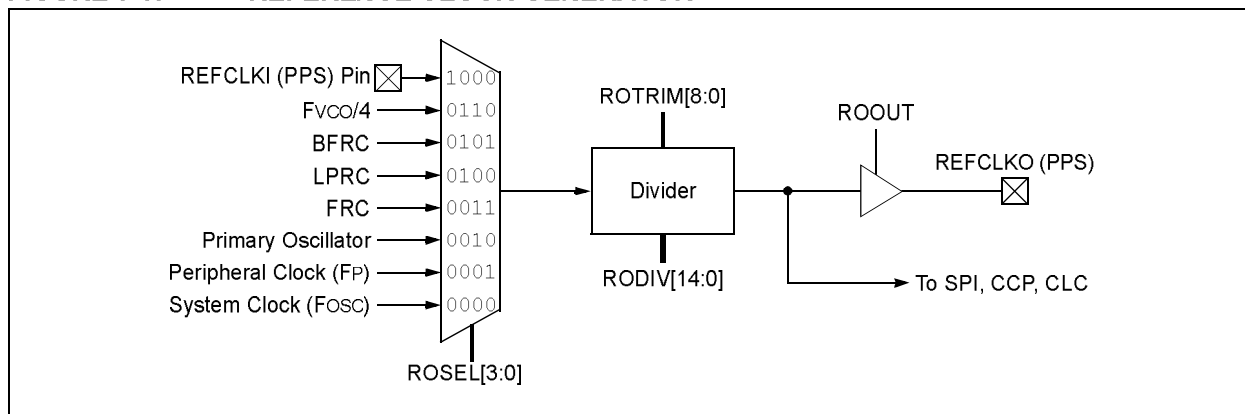 REFCLKI (PPS) Pin
1000
FVCO/4
0110
BFRC
0101
LPRC
0100
FRC
0011
Primary Oscillator
0010
Peripheral Clock (FP)
0001
System Clock (FOSC)
0000
ROSEL[3:0]
ROTRIM[8:0]
Divider
RODIV[14:0]
ROOUT
REFCLKO (PPS)
To SPI, CCP, CLC